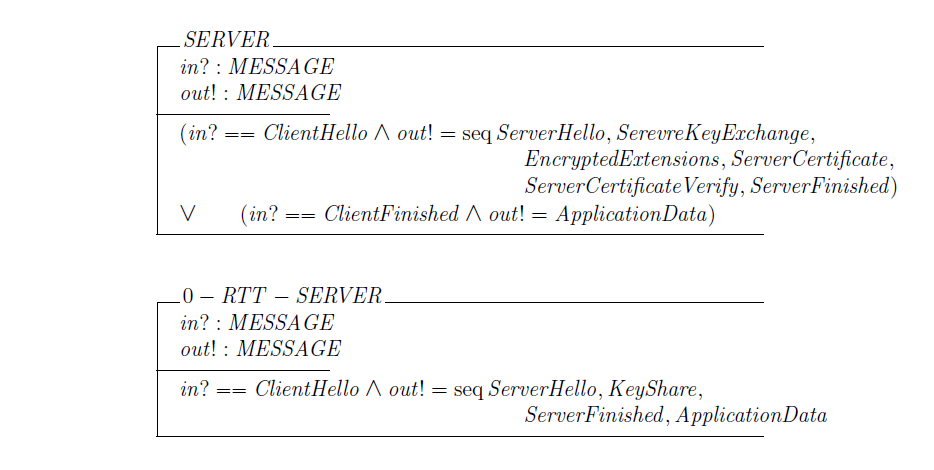 SERVER
in? : MESSAGE
out! : MESSAGE
(in? == ClientHello ∧ out! = seq ServerHello, SerevreKeyExchange,
EncryptedExtensions, ServerCertificate,
ServerCertificateVerify, ServerFinished)
∨ (in? == ClientFinished ∧ out! = ApplicationData)
0 − RTT − SERVER
in? : MESSAGE
out! : MESSAGE
in? == ClientHello ∧ out! = seq ServerHello, KeyShare,
ServerFinished, ApplicationData